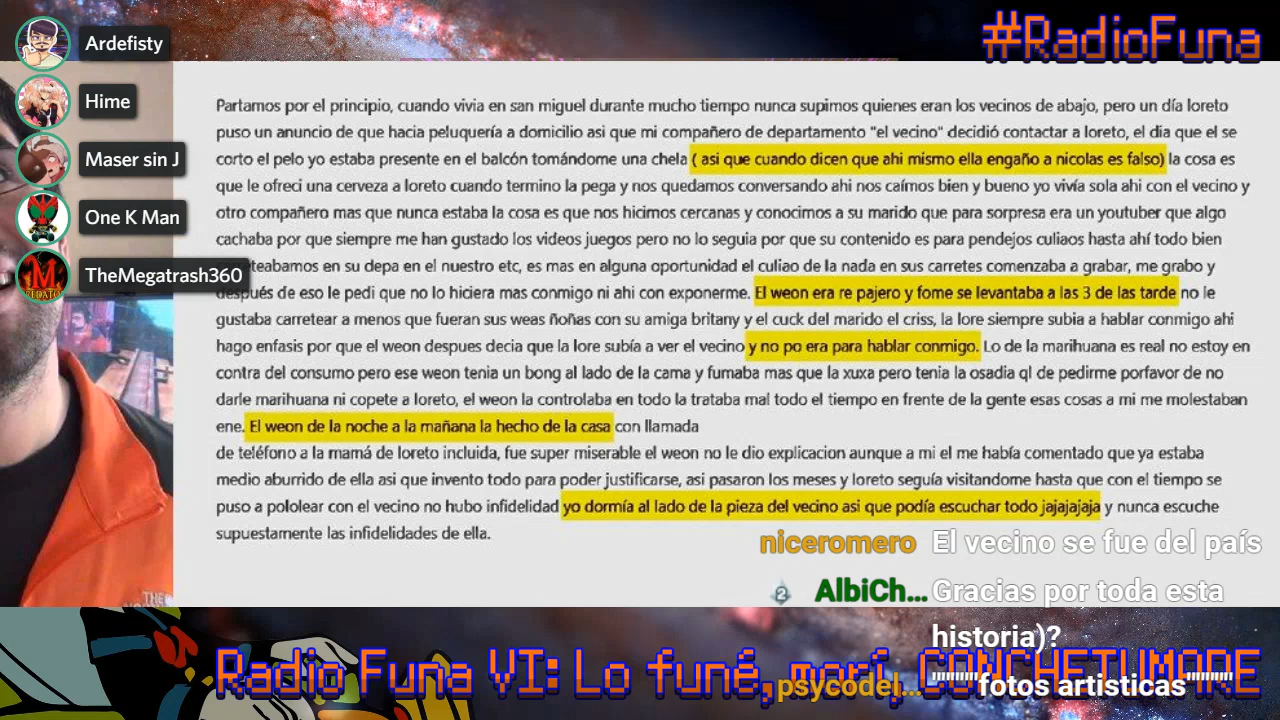 Ardefisty
Hime
Maser sin J
One K Man
TheMegatrash360
#RadioFuna
Partamos por el principio, cuando vivia en san miguel durante mucho tiempo nunca supimos quienes eran los vecinos de abajo, pero un día loreto
puso un anuncio de que hacia peluquería a domicilio asi que mi compañero de departamento "el vecino" decidió contactar a loreto, el dia que el se
corto el pelo yo estaba presente en el balcón tomándome una chela ( asi que cuando dicen que ahi mismo ella engaño a nicolas es falso) la cosa es
que le ofreci una cerveza a loreto cuando termino la pega y nos quedamos conversando ahi nos caímos bien y bueno yo vivía sola ahi con el vecino y
otro compañero mas que nunca estaba la cosa es que nos hicimos cercanas y conocimos a su marido que para sorpresa era un youtuber que algo
cachaba por que siempre me han gustado los videos juegos pero no lo seguia por que su contenido es para pendejos culiaos hasta ahí todo bien
eteabamos en su depa en el nuestro etc, es mas en alguna oportunidad el culiao de la nada en sus carretes comenzaba a grabar, me grabo y
después de eso le pedi que no lo hiciera mas conmigo ni ahi con exponerme. El weon era re pajero y fome se levantaba a las 3 de las tarde no le
gustaba carretear a menos que fueran sus weas ñoñas con su amiga britany y el cuck del marido el criss, la lore siempre subia a hablar conmigo ahi
hago enfasis por que el weon despues decia que la lore subía a ver el vecino y no po era para hablar conmigo. Lo de la marihuana es real no estoy en
contra del consumo pero ese weon tenia un bong al lado de la cama y fumaba mas que la xuxa pero tenia la osadia ql de pedirme porfavor de no
darle marihuana ni copete a loreto, el weon la controlaba en todo la trataba mal todo el tiempo en frente de la gente esas cosas a mi me molestaban
ene. El weon de la noche a la mañana la hecho de la casa con llamada
de teléfono a la mamá de loreto incluida, fue super miserable el weon no le dio explicacion aunque a mi el me había comentado que ya estaba
medio aburrido de ella asi que invento todo para poder justificarse, asi pasaron los meses y loreto seguía visitandome hasta que con el tiempo se
puso a pololear con el vecino no hubo infidelidad yo dormía al lado de la pieza del vecino asi que podía escuchar todo jajajajaja y nunca escuche
supuestamente las infidelidades de ella.
niceromero El vecino se fue del país
2 AlbiCh... Gracias por toda esta
historia)?
psycodel... """""fotos artisticas"""""
Radio Funa VI: Lo funé, morí, CONCHETUMARE